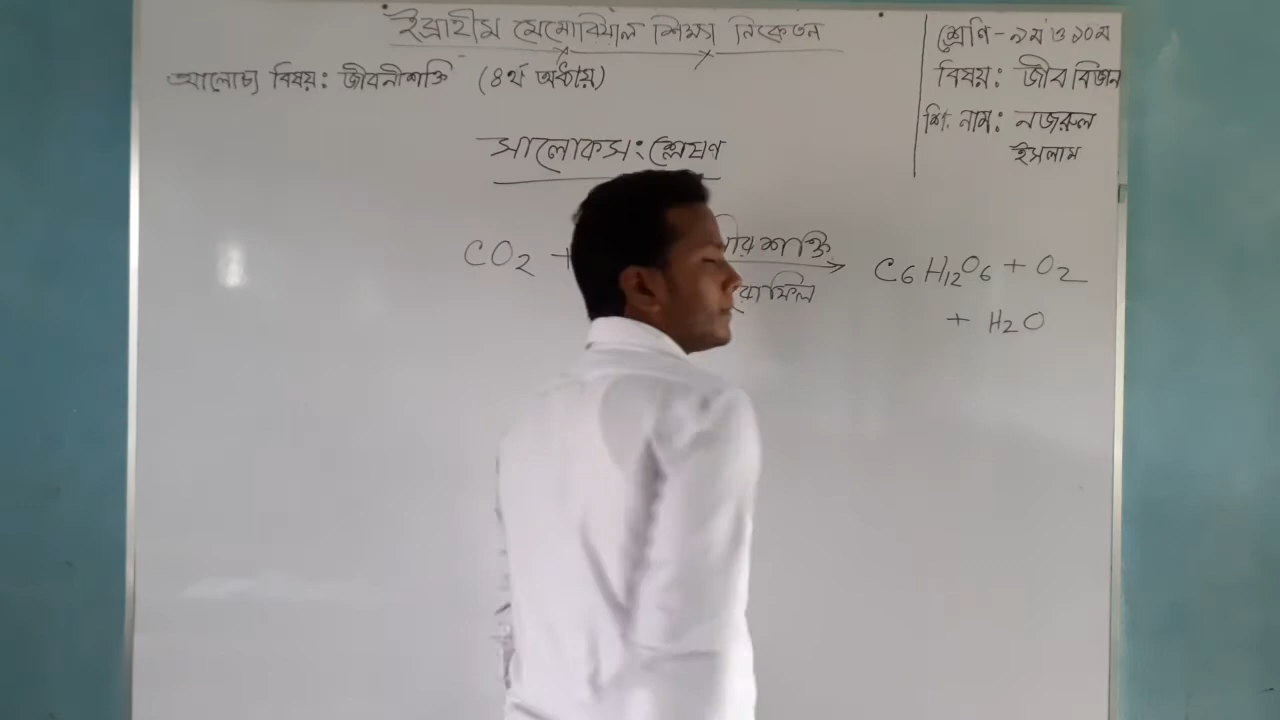 ইব্রাহীম মেমোরিয়াল শিক্ষা নিকেতন
আলোচ্য বিষয়: জীবনীশক্তি (৪র্থ অধ্যায়)
শ্রেণি - ৯ম ও ১০ম
বিষয়: জীব বিজ্ঞান
শি. নাম: নজরুল
ইসলাম
সালোকসংশ্লেষণ
CO2 + শক্তি → C6H12O6 + O2
+ H2O